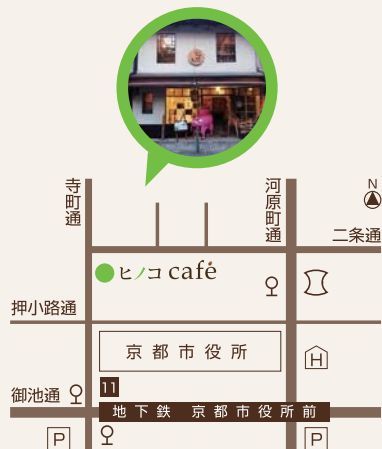 寺町通
河原町通
N
二条通
ヒノコ café
押小路通
京都市役所
H
11
御池通
地下鉄 京都市役所前
P
P